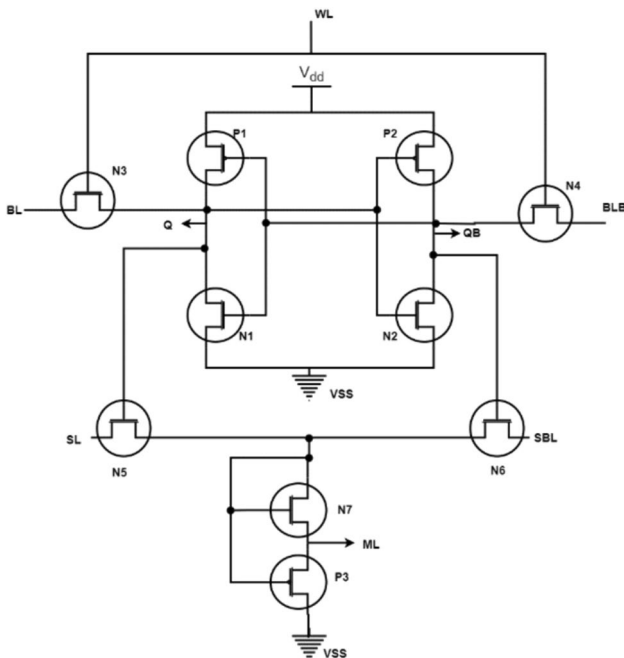 WL
Vdd
P1 P2
N3 N4
BL BLB
Q QB
N1 N2
VSS
SL SBL
N5 N6
N7
ML
P3
VSS